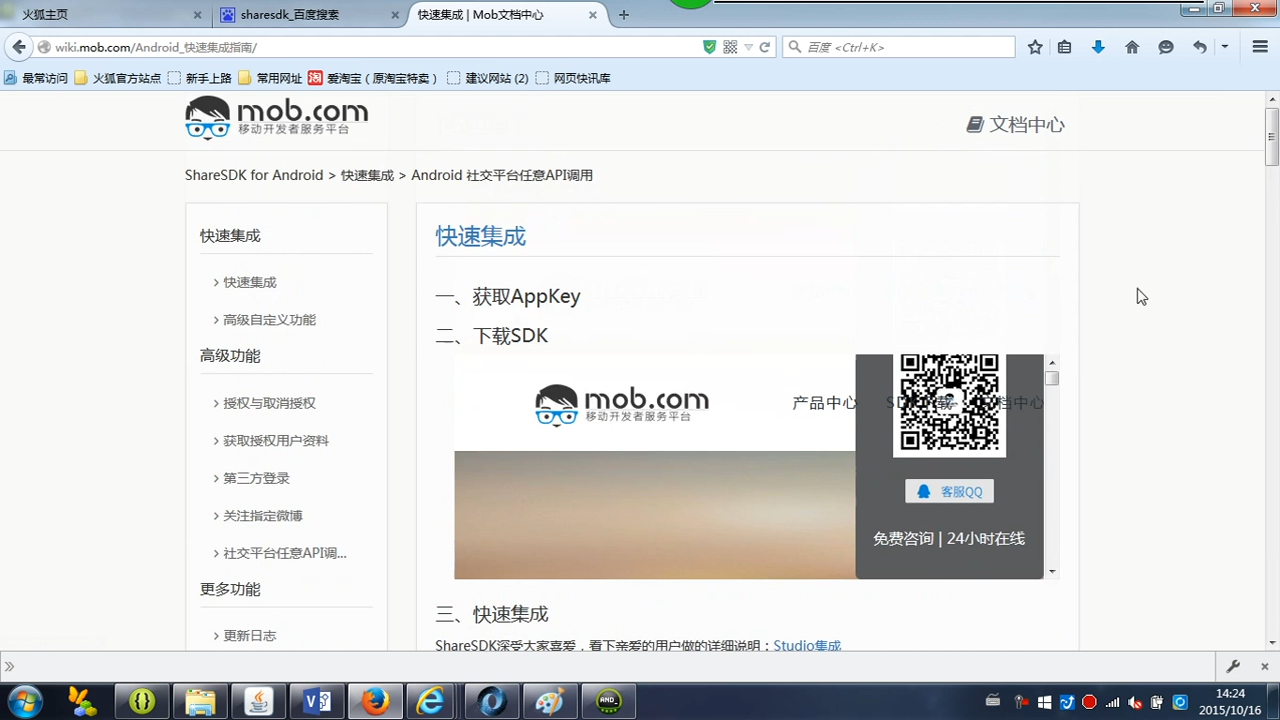 火狐主页
sharesdk_百度搜索
快速集成 | Mob文档中心
wiki.mob.com/Android_快速集成指南/
百度 <Ctrl+K>
最常访问
火狐官方站点
新手上路
常用网址
淘 爱淘宝（原淘宝特卖）
建议网站 (2)
网页快讯库
mob.com
移动开发者服务平台
文档中心
ShareSDK for Android > 快速集成 > Android 社交平台任意API调用
快速集成
› 快速集成
› 高级自定义功能
高级功能
› 授权与取消授权
› 获取授权用户资料
› 第三方登录
› 关注指定微博
› 社交平台任意API调...
更多功能
› 更新日志
快速集成
一、获取AppKey
二、下载SDK
mob.com
移动开发者服务平台
产品中心
SDK下载
文档中心
客服QQ
免费咨询 | 24小时在线
三、快速集成
ShareSDK深受大家喜爱，看下亲爱的用户做的详细说明：Studio集成
14:24
2015/10/16